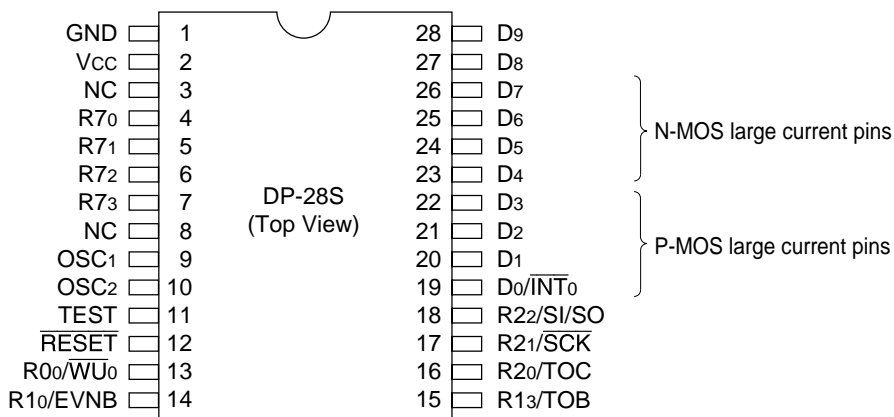 GND 1 28 D9
VCC 2 27 D8
NC 3 26 D7
R70 4 25 D6
R71 5 24 D5
R72 6 23 D4
R73 7 22 D3
NC 8 21 D2
OSC1 9 20 D1
OSC2 10 19 D0/INT0
TEST 11 18 R22/SI/SO
RESET 12 17 R21/SCK
R00/WU0 13 16 R20/TOC
R10/EVNB 14 15 R13/TOB
DP-28S
(Top View)
N-MOS large current pins
P-MOS large current pins